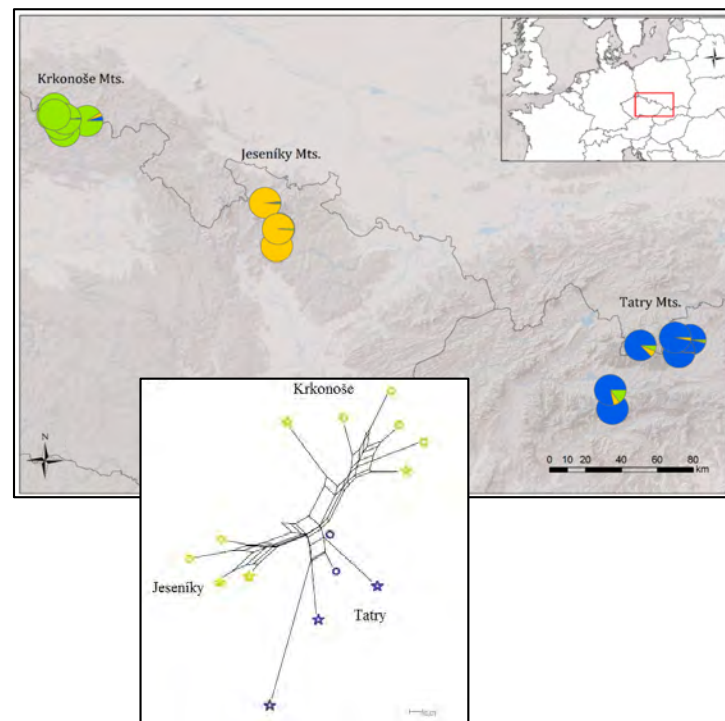 Krkonoše Mts.
Jeseníky Mts.
Tatry Mts.
N
0 10 20 40 60 80
km
Krkonoše
Jeseníky
Tatry